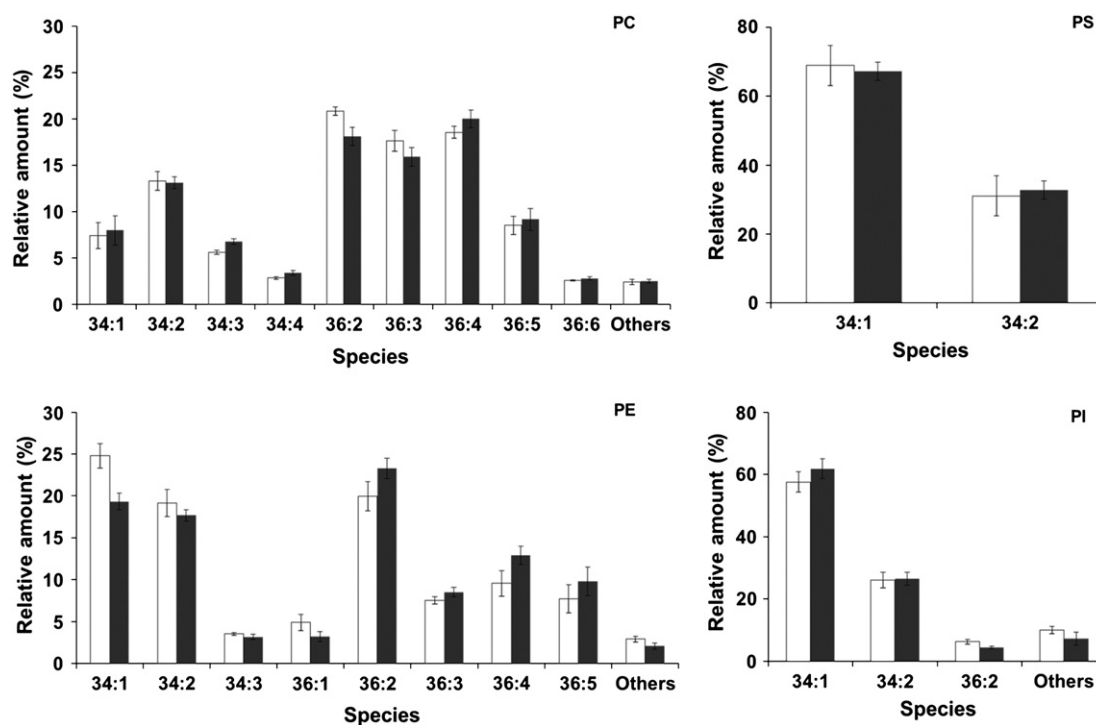 PC
Relative amount (%)
30
25
20
15
10
5
0
34:1 34:2 34:3 34:4 36:2 36:3 36:4 36:5 36:6 Others
Species
PS
Relative amount (%)
80
60
40
20
0
34:1 34:2
Species
PE
Relative amount (%)
30
25
20
15
10
5
0
34:1 34:2 34:3 36:1 36:2 36:3 36:4 36:5 Others
Species
PI
Relative amount (%)
80
60
40
20
0
34:1 34:2 36:2 Others
Species